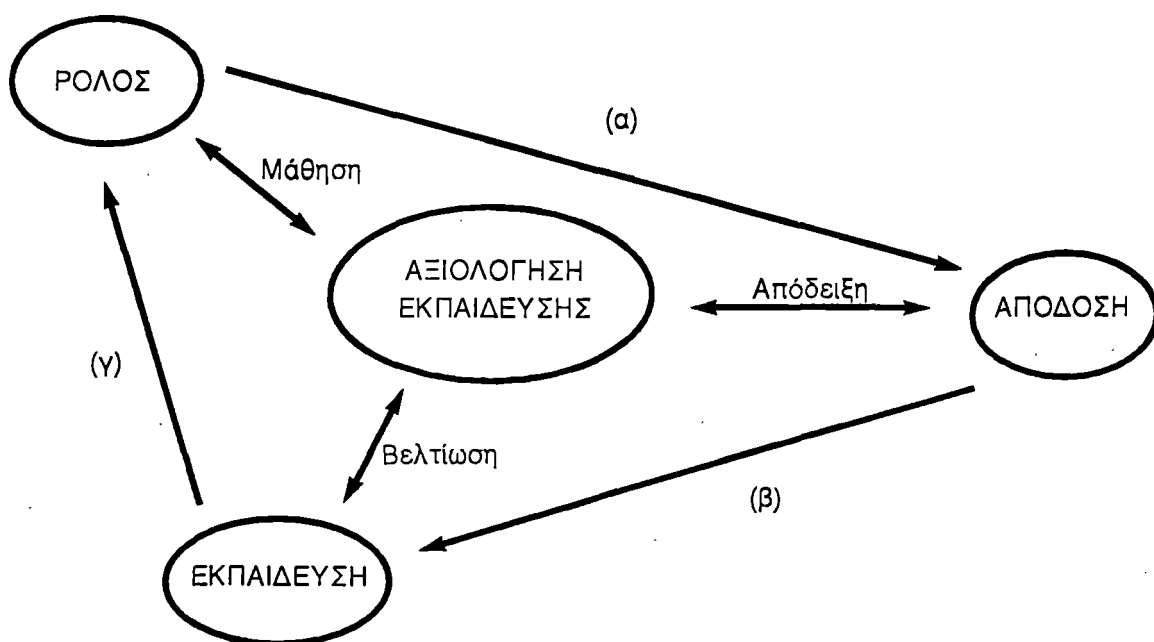 ΡΟΛΟΣ
(α)
Μάθηση
ΑΞΙΟΛΟΓΗΣΗ
ΕΚΠΑΙΔΕΥΣΗΣ
Απόδειξη
ΑΠΟΔΟΣΗ
(γ)
Βελτίωση
(β)
ΕΚΠΑΙΔΕΥΣΗ